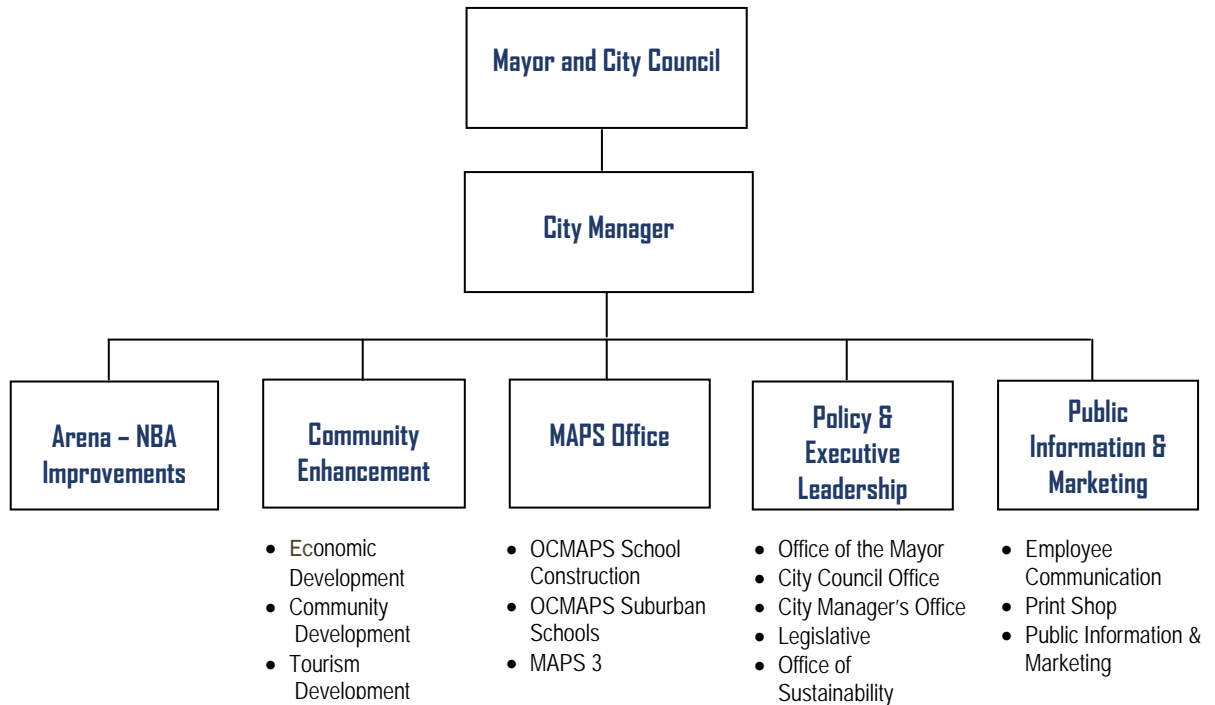 Mayor and City Council
City Manager
Arena – NBA
Improvements
Community
Enhancement
MAPS Office
Policy &
Executive
Leadership
Public
Information &
Marketing
• Economic
Development
• Community
Development
• Tourism
Development
• OCMAPS School
Construction
• OCMAPS Suburban
Schools
• MAPS 3
• Office of the Mayor
• City Council Office
• City Manager's Office
• Legislative
• Office of
Sustainability
• Employee
Communication
• Print Shop
• Public Information &
Marketing